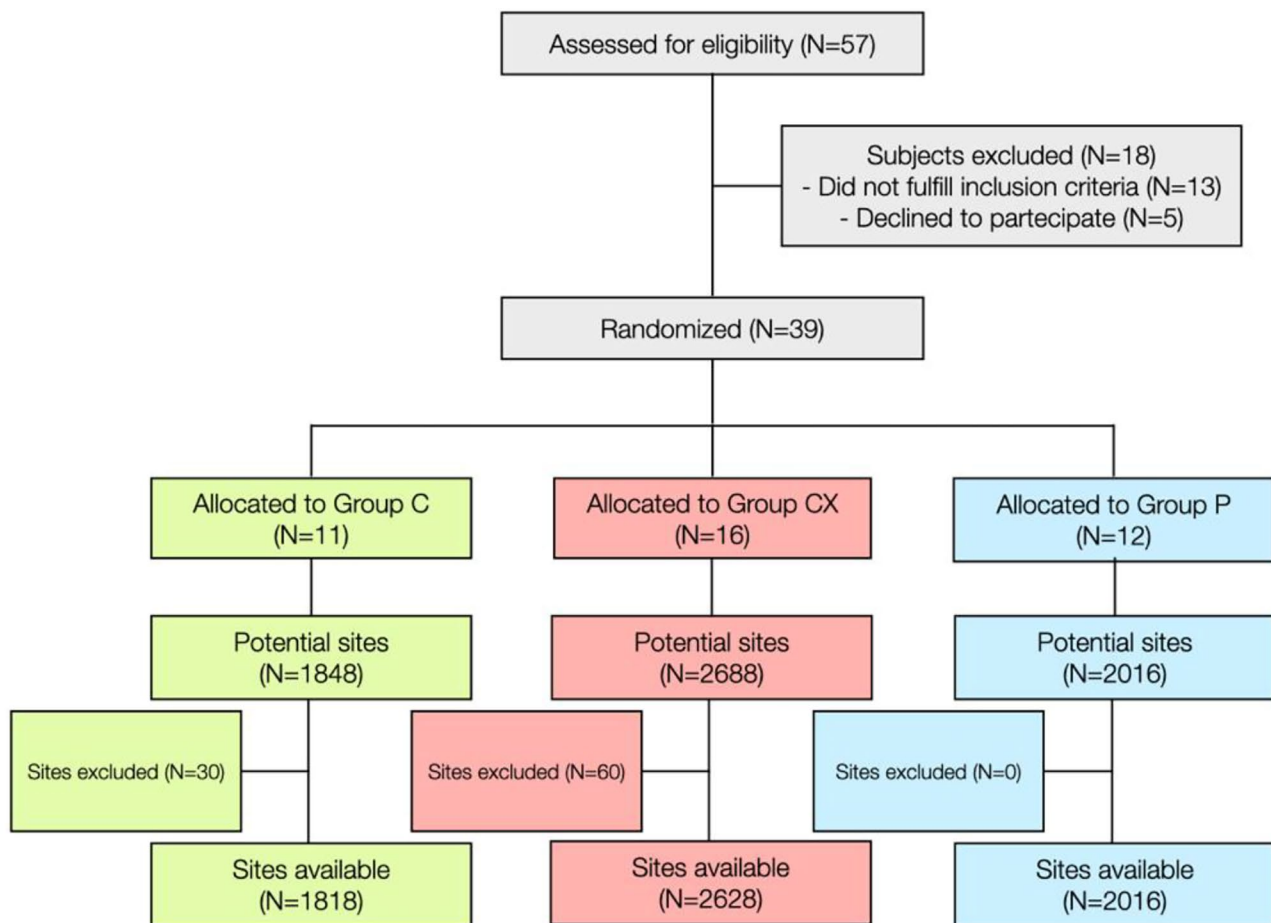 Assessed for eligibility (N=57)
Subjects excluded (N=18)
- Did not fulfill inclusion criteria (N=13)
- Declined to partecipate (N=5)
Randomized (N=39)
Allocated to Group C
(N=11)
Allocated to Group CX
(N=16)
Allocated to Group P
(N=12)
Potential sites
(N=1848)
Potential sites
(N=2688)
Potential sites
(N=2016)
Sites excluded (N=30)
Sites excluded (N=60)
Sites excluded (N=0)
Sites available
(N=1818)
Sites available
(N=2628)
Sites available
(N=2016)